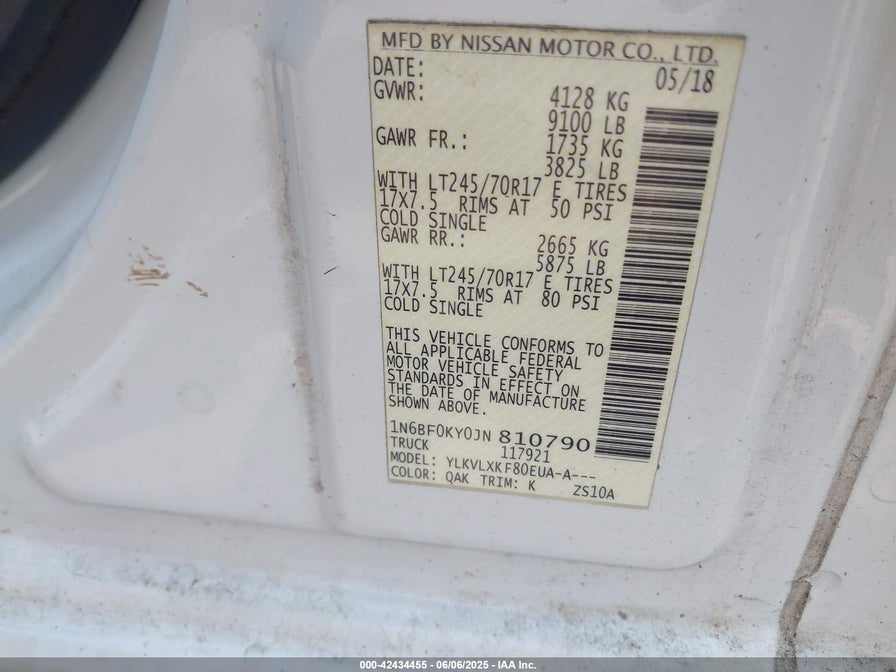 MFD BY NISSAN MOTOR CO., LTD.
DATE: 05/18
GVWR: 4128 KG
9100 LB
GAWR FR.: 1735 KG
3825 LB
WITH LT245/70R17 E TIRES
17X7.5 RIMS AT 50 PSI
COLD SINGLE
GAWR RR.: 2665 KG
5875 LB
WITH LT245/70R17 E TIRES
17X7.5 RIMS AT 80 PSI
COLD SINGLE
THIS VEHICLE CONFORMS TO
ALL APPLICABLE FEDERAL
MOTOR VEHICLE SAFETY
STANDARDS IN EFFECT ON
THE DATE OF MANUFACTURE
SHOWN ABOVE.
1N6BF0KY0JN 810790
TRUCK 117921
MODEL: YLKVLXKF80EUA-A---
COLOR: QAK TRIM: K ZS10A
000-42434455 - 06/06/2025 - IAA Inc.